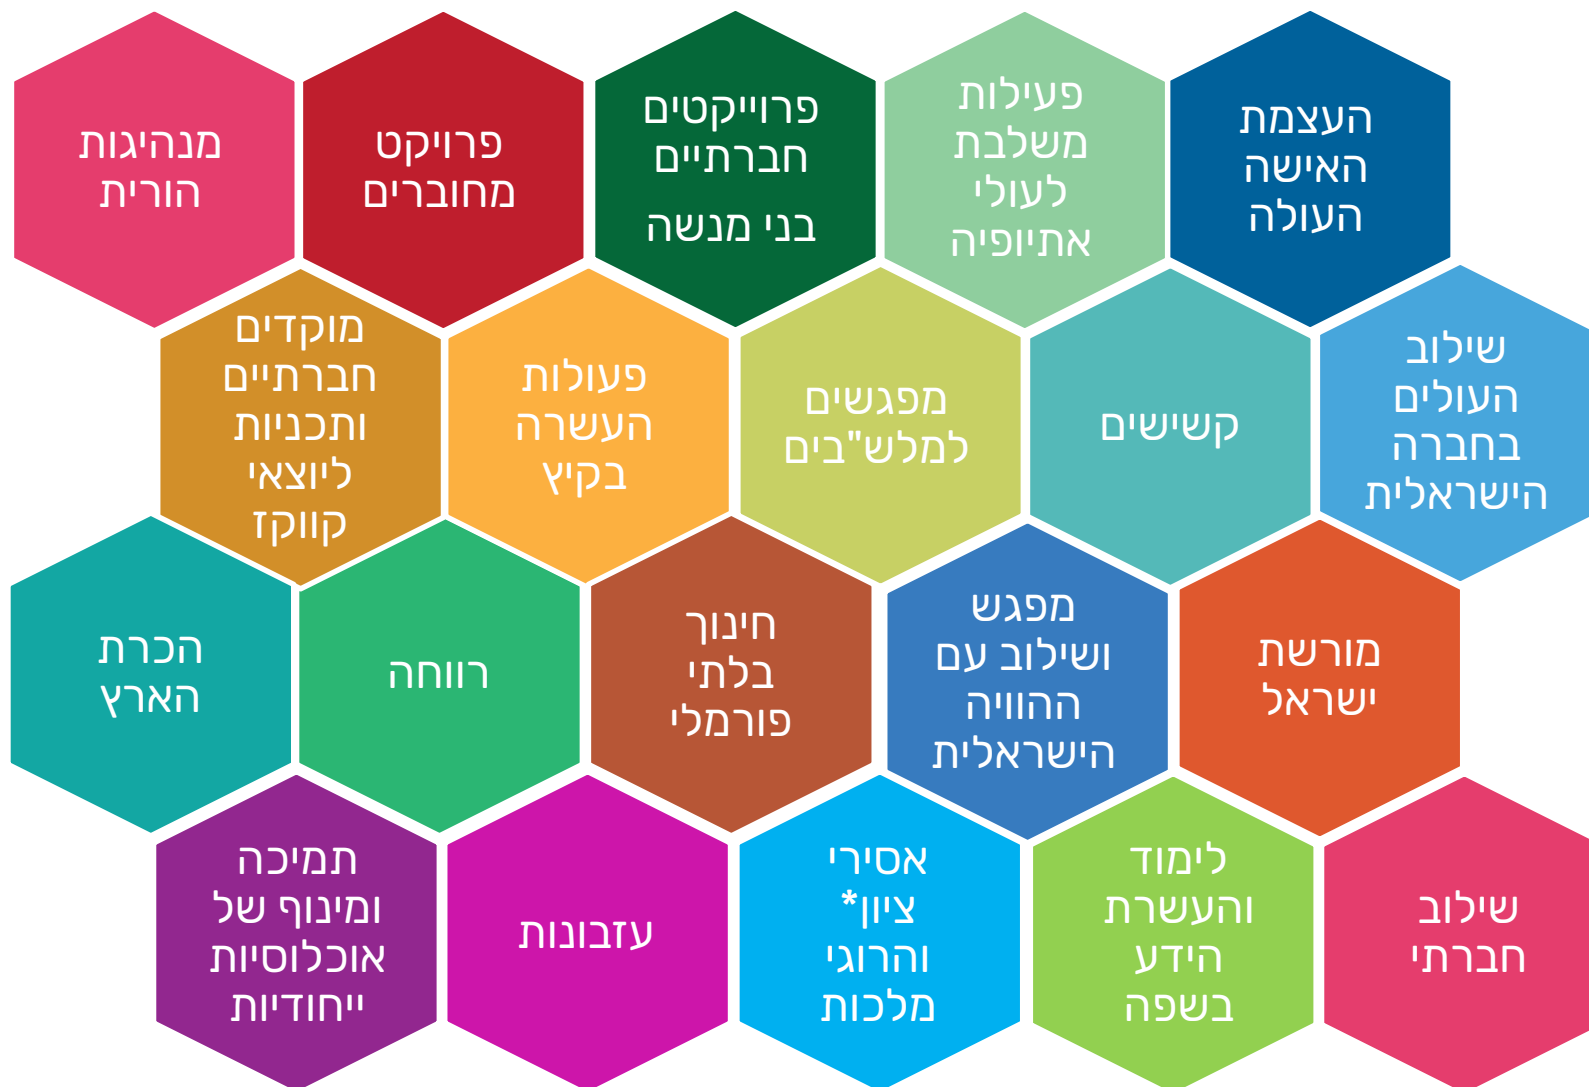 העצמת
האישה
העולה
פעילות
משלבת
לעולי
אתיופיה
פרוייקטים
חברתיים
בני מנשה
פרויקט
מחוברים
מנהיגות
הורית
שילוב
העולים
בחברה
הישראלית
קשישים
מפגשים
למלש"בים
פעולות
העשרה
בקיץ
מוקדים
חברתיים
ותכניות
ליוצאי
קווקז
מורשת
ישראל
מפגש
ושילוב עם
ההוויה
הישראלית
חינוך
בלתי
פורמלי
רווחה
הכרת
הארץ
שילוב
חברתי
לימוד
והעשרת
הידע
בשפה
אסירי
ציון*
והרוגי
מלכות
עזבונות
תמיכה
ומינוף של
אוכלוסיות
ייחודיות